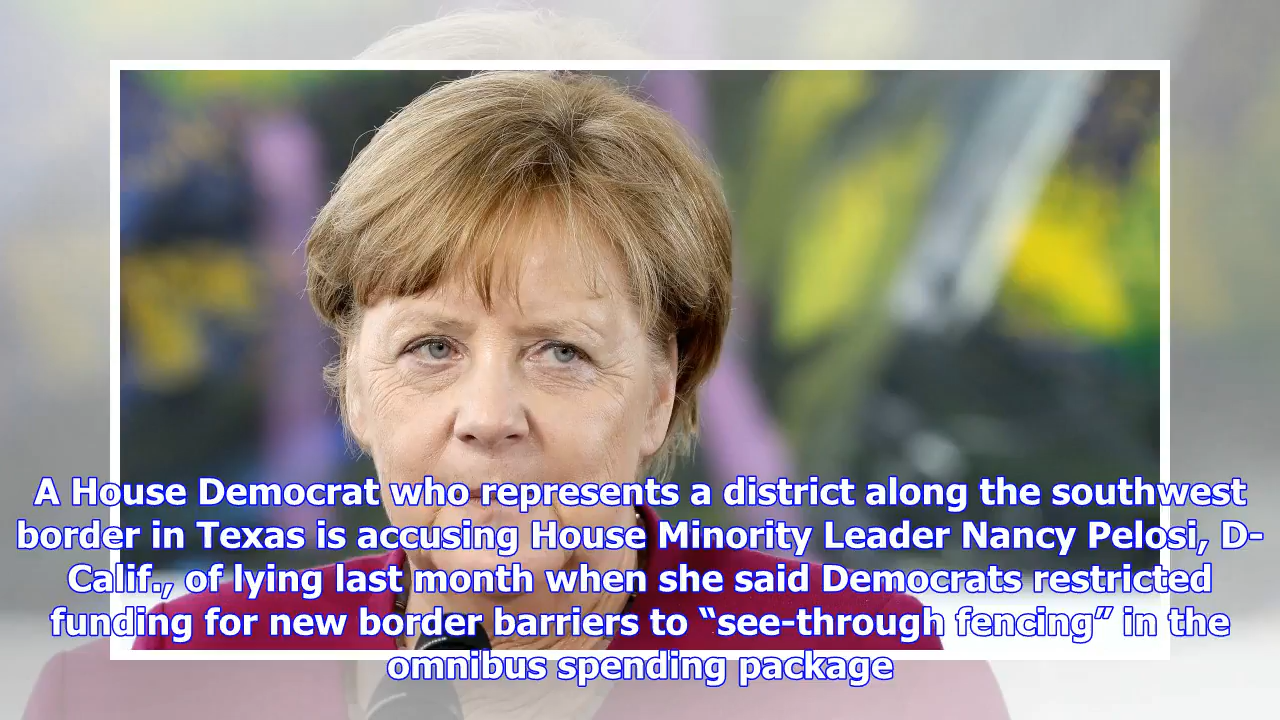 A House Democrat who represents a district along the southwest
border in Texas is accusing House Minority Leader Nancy Pelosi, D-
Calif., of lying last month when she said Democrats restricted
funding for new border barriers to “see-through fencing” in the
omnibus spending package